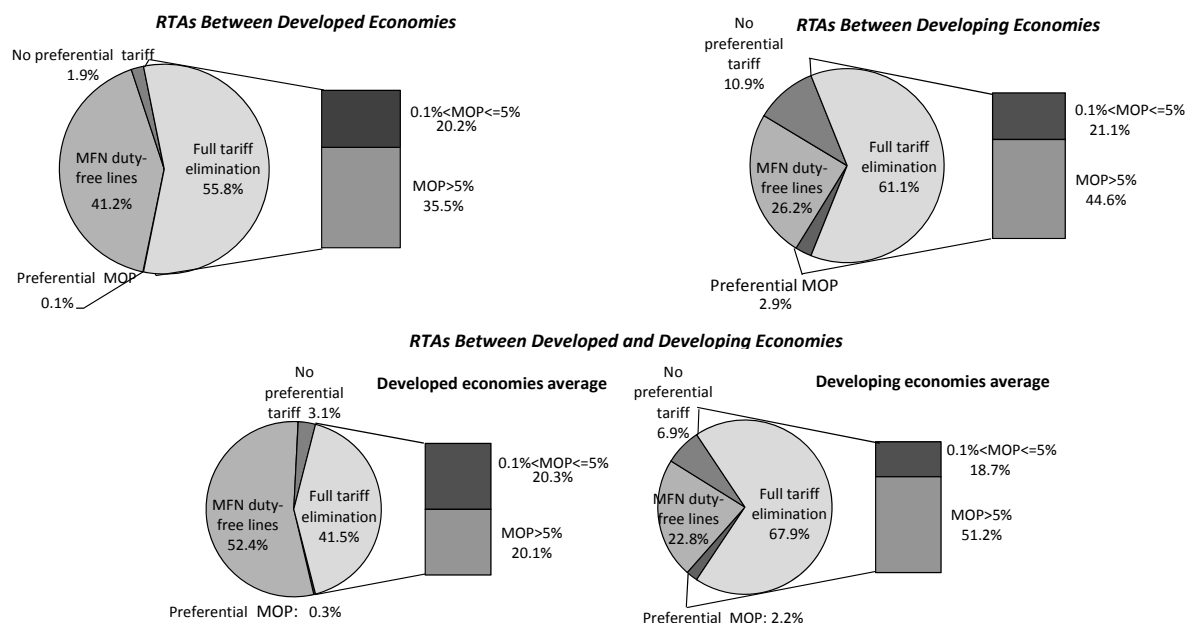 RTAs Between Developed Economies
No preferential tariff
1.9%
MFN duty-
free lines
41.2%
Full tariff
elimination
55.8%
Preferential MOP
0.1%
0.1%<MOP<=5%
20.2%
MOP>5%
35.5%
RTAs Between Developing Economies
No
preferential
tariff
10.9%
MFN duty-
free lines
26.2%
Full tariff
elimination
61.1%
Preferential MOP
2.9%
0.1%<MOP<=5%
21.1%
MOP>5%
44.6%
RTAs Between Developed and Developing Economies
Developed economies average
No
preferential
tariff 3.1%
MFN duty-
free lines
52.4%
Full tariff
elimination
41.5%
Preferential MOP: 0.3%
0.1%<MOP<=5%
20.3%
MOP>5%
20.1%
Developing economies average
No
preferential
tariff
6.9%
MFN duty-
free lines
22.8%
Full tariff
elimination
67.9%
Preferential MOP: 2.2%
0.1%<MOP<=5%
18.7%
MOP>5%
51.2%